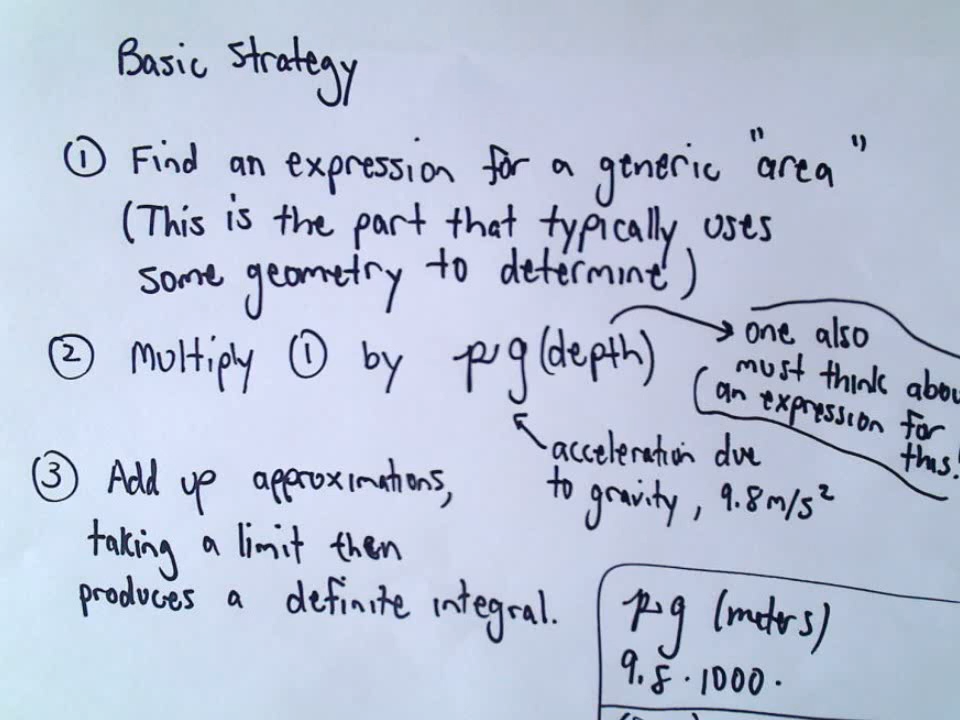 Basic Strategy
① Find an expression for a generic "area"
(This is the part that typically uses
some geometry to determine)
② Multiply ① by ρg(depth)
one also
must think
(an expression for
this!
acceleration due
to gravity, 9.8m/s²
③ Add up approximations,
taking a limit then
produces a definite integral.
ρg (meters)
9.8 · 1000 ·